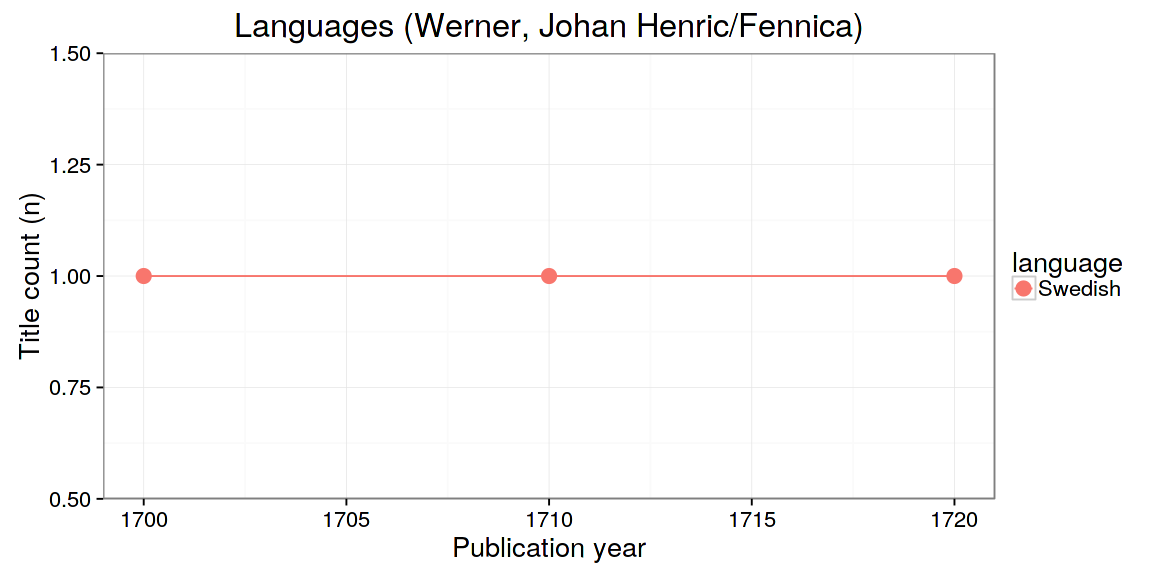 Languages (Werner, Johan Henric/Fennica)
1.50
1.25
1.00
0.75
0.50
Title count (n)
1700 1705 1710 1715 1720
Publication year
language
Swedish